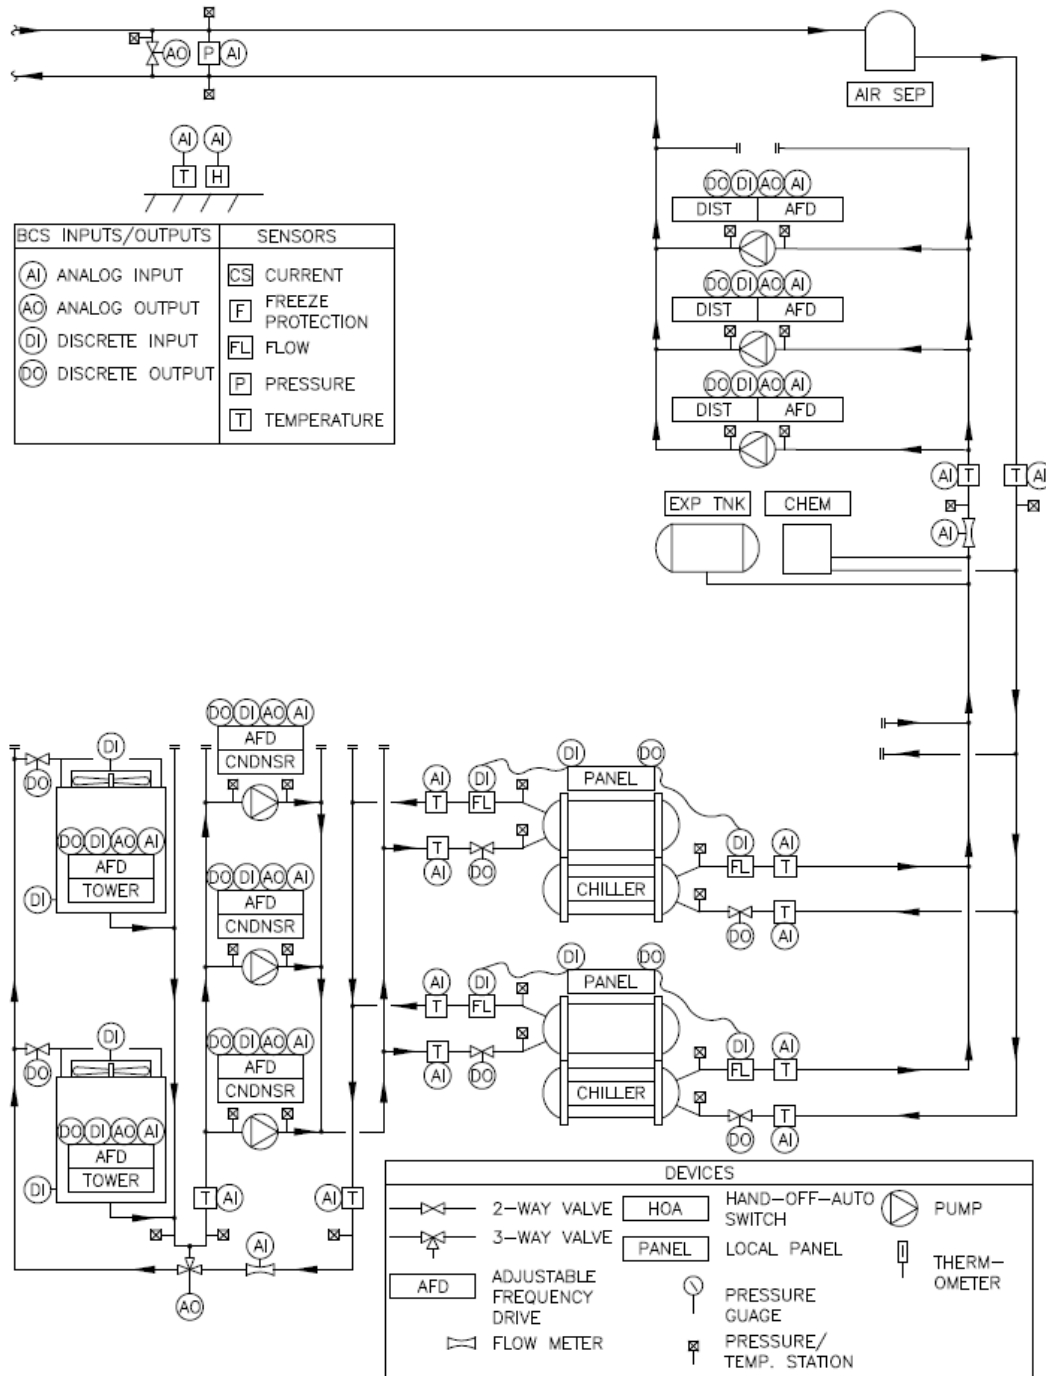 AO
P
AI
AIR SEP
AI AI
T H
DO DI AO AI
DIST AFD
BCS INPUTS/OUTPUTS
AI ANALOG INPUT
AO ANALOG OUTPUT
DI DISCRETE INPUT
DO DISCRETE OUTPUT
SENSORS
CS CURRENT
F FREEZE
PROTECTION
FL FLOW
P PRESSURE
T TEMPERATURE
DO DI AO AI
DIST AFD
DO DI AO AI
DIST AFD
AI T T AI
EXP TNK CHEM
AI
DO DI AO AI
AFD
CNDNSR
DI
DO
DO DI AO AI
AFD
TOWER
DI
DO DI AO AI
AFD
CNDNSR
DI
DO
DO DI AO AI
AFD
TOWER
DI
DO DI AO AI
AFD
CNDNSR
T AI
AI T
AI
AO
DI DO
PANEL
AI DI
T FL
T
AI DO
CHILLER
DI AI
FL T
T
DO AI
DI DO
PANEL
AI DI
T FL
T
AI DO
CHILLER
DI AI
FL T
T
DO AI
DEVICES
2-WAY VALVE
3-WAY VALVE
AFD ADJUSTABLE
FREQUENCY
DRIVE
FLOW METER
HOA HAND-OFF-AUTO
SWITCH
PANEL LOCAL PANEL
PRESSURE
GUAGE
PRESSURE/
TEMP. STATION
PUMP
THERM-
OMETER